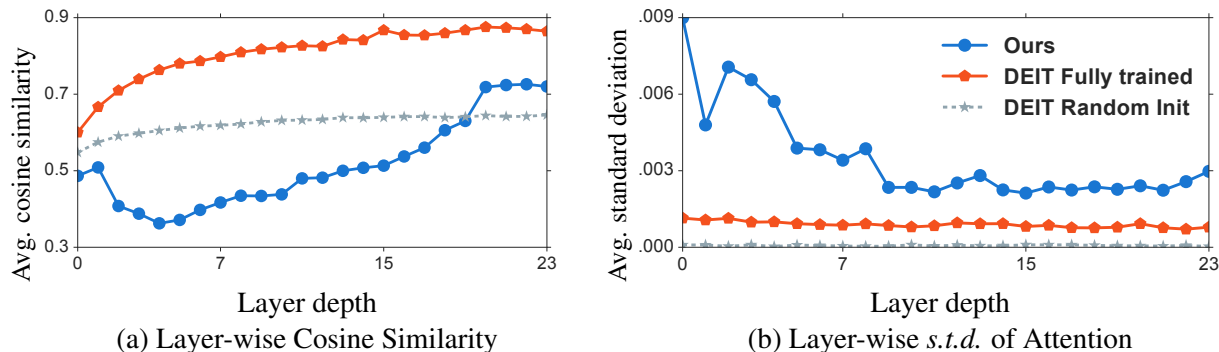 Avg. cosine similarity
0.9
0.7
0.5
0.3
0 7 15 23
Layer depth
(a) Layer-wise Cosine Similarity
Avg. standard deviation
.009
.006
.003
.000
0 7 15 23
Ours
DEIT Fully trained
DEIT Random Init
Layer depth
(b) Layer-wise s.t.d. of Attention